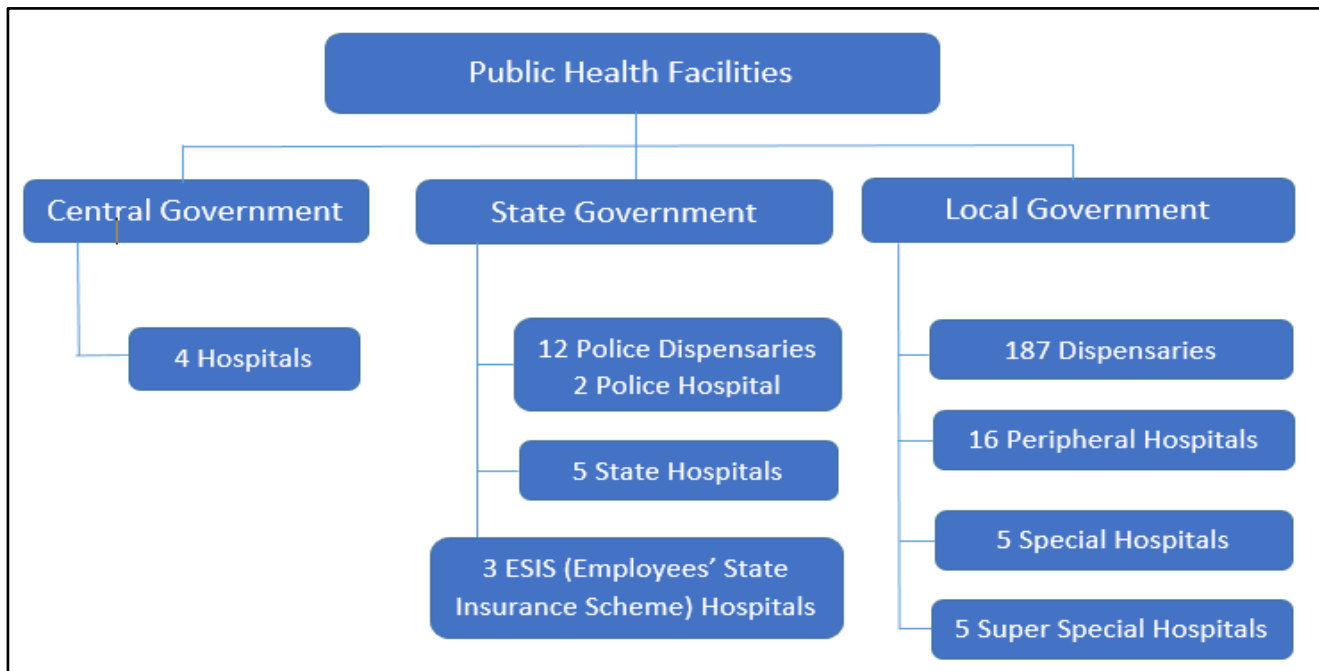 Public Health Facilities
Central Government
4 Hospitals
State Government
12 Police Dispensaries
2 Police Hospital
5 State Hospitals
3 ESIS (Employees’ State
Insurance Scheme) Hospitals
Local Government
187 Dispensaries
16 Peripheral Hospitals
5 Special Hospitals
5 Super Special Hospitals